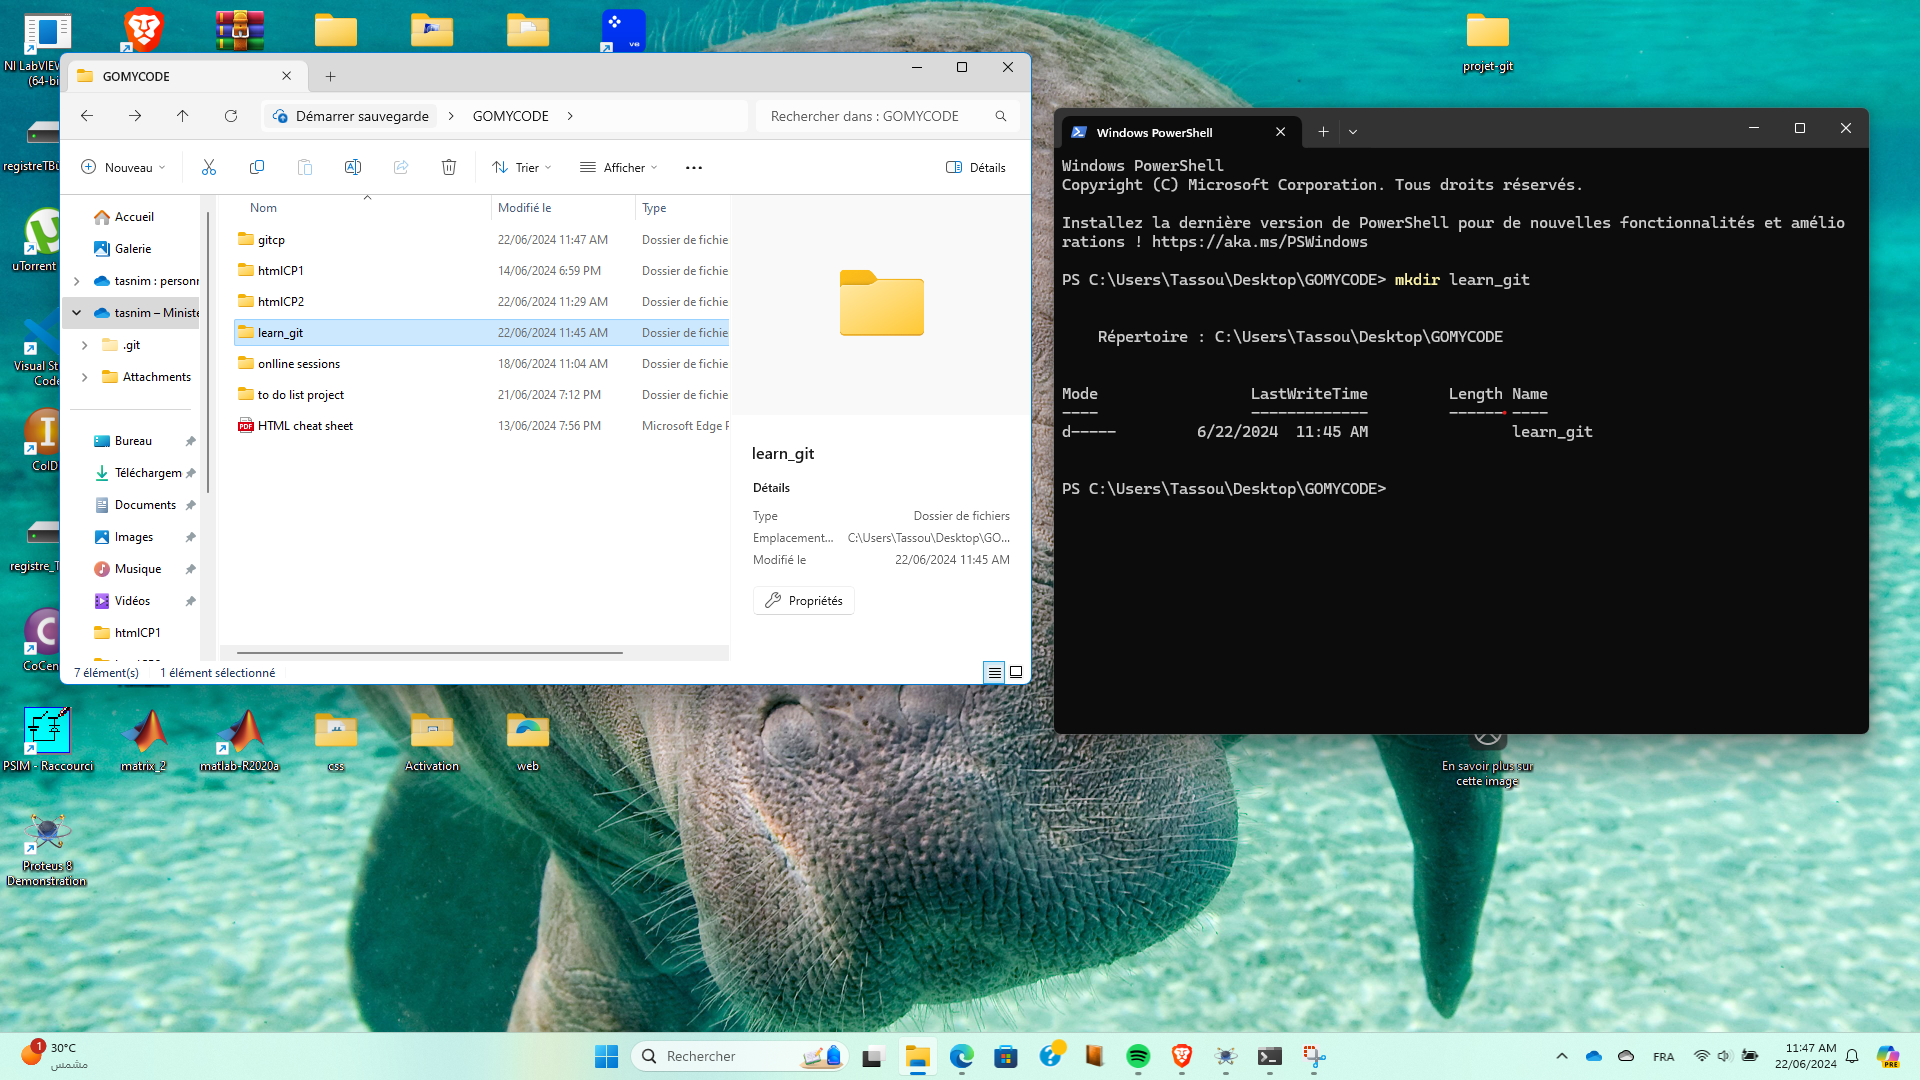 NI LabVIEW
(64-bi
projet-git
GOMYCODE
Démarrer sauvegarde
GOMYCODE
Rechercher dans : GOMYCODE
Nouveau
Trier
Afficher
Détails
Accueil
Galerie
tasnim : personn
tasnim – Ministè
.git
Attachments
Bureau
Téléchargem
Documents
Images
Musique
Vidéos
htmlCP1
Nom
Modifié le
Type
gitcp
22/06/2024 11:47 AM
Dossier de fichie
htmlCP1
14/06/2024 6:59 PM
Dossier de fichie
htmlCP2
22/06/2024 11:29 AM
Dossier de fichie
learn_git
22/06/2024 11:45 AM
Dossier de fichie
onlline sessions
18/06/2024 11:04 AM
Dossier de fichie
to do list project
21/06/2024 7:12 PM
Dossier de fichie
PDF HTML cheat sheet
13/06/2024 7:56 PM
Microsoft Edge P
learn_git
Détails
Type
Dossier de fichiers
Emplacement...
C:\Users\Tassou\Desktop\GO...
Modifié le
22/06/2024 11:45 AM
Propriétés
7 élément(s)
1 élément sélectionné
Windows PowerShell
Windows PowerShell
Copyright (C) Microsoft Corporation. Tous droits réservés.
Installez la dernière version de PowerShell pour de nouvelles fonctionnalités et amélio
rations ! https://aka.ms/PSWindows
PS C:\Users\Tassou\Desktop\GOMYCODE> mkdir learn_git
Répertoire : C:\Users\Tassou\Desktop\GOMYCODE
Mode LastWriteTime Length Name
---- ------------- ------ ----
d----- 6/22/2024 11:45 AM learn_git
PS C:\Users\Tassou\Desktop\GOMYCODE>
registreTBu
uTorrent
Visual St
Code
CoID
registre_T
CoCen
PSIM - Raccourci
matrix_2
matlab-R2020a
css
Activation
web
En savoir plus sur
cette image
Proteus 8
Demonstration
1
30°C
مشمس
Rechercher
FRA
11:47 AM
22/06/2024
PRE